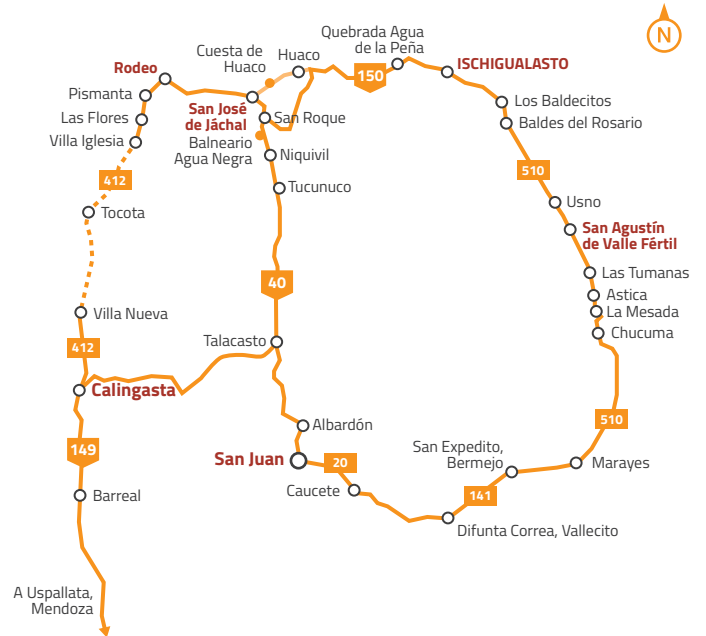 N
Quebrada Agua
de la Peña
Cuesta de
Huaco
Huaco
ISCHIGUALASTO
Rodeo
150
Pismanta
San José
de Jáchal
Los Baldecitos
Las Flores
San Roque
Baldes del Rosario
Villa Iglesia
Balneario
Agua Negra
Niquivil
412
510
Tucunuco
Usno
Tocota
San Agustín
de Valle Fértil
Las Tumanas
40
Astica
La Mesada
Villa Nueva
Chucuma
Talacasto
412
Calingasta
510
Albardón
149
San Juan
20
San Expedito,
Bermejo
Marayes
Caucete
141
Barreal
Difunta Correa, Vallecito
A Uspallata,
Mendoza